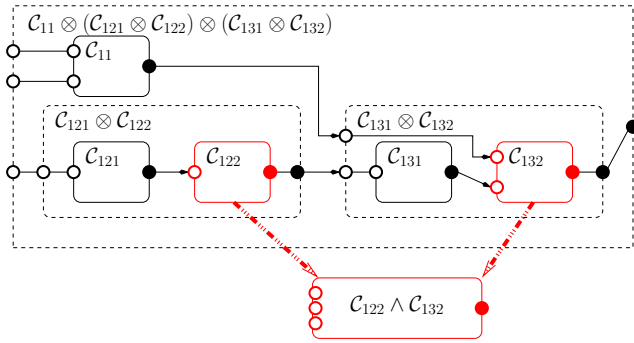 𝒞₁₁ ⊗ (𝒞₁₂₁ ⊗ 𝒞₁₂₂) ⊗ (𝒞₁₃₁ ⊗ 𝒞₁₃₂)
𝒞₁₁
𝒞₁₂₁ ⊗ 𝒞₁₂₂
𝒞₁₃₁ ⊗ 𝒞₁₃₂
𝒞₁₂₁
𝒞₁₂₂
𝒞₁₃₁
𝒞₁₃₂
𝒞₁₂₂ ∧ 𝒞₁₃₂